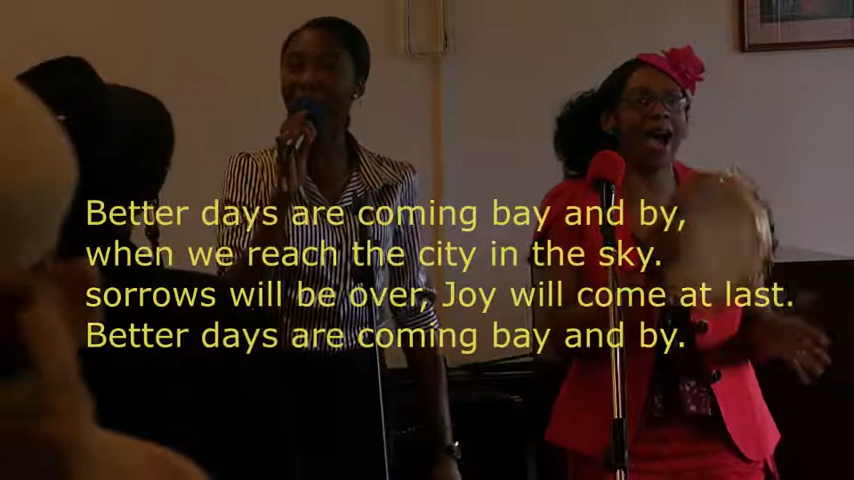 Better days are coming bay and by,
when we reach the city in the sky.
sorrows will be over, Joy will come at last.
Better days are coming bay and by.